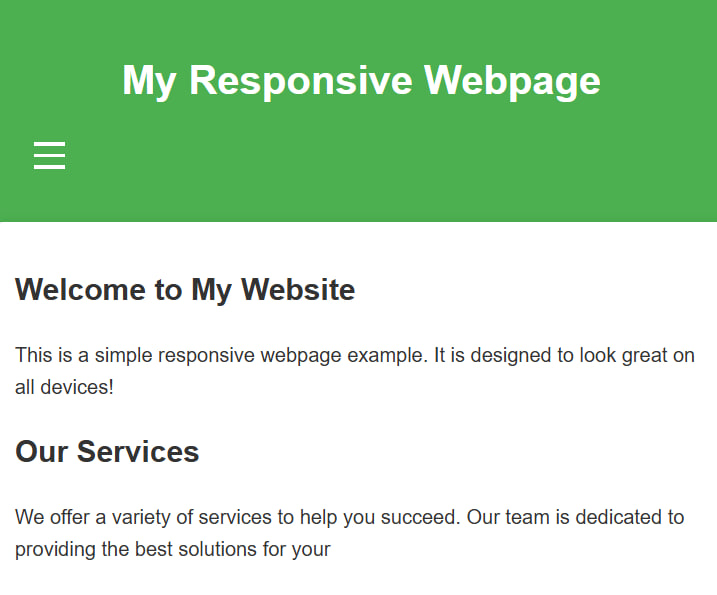 My Responsive Webpage
Welcome to My Website
This is a simple responsive webpage example. It is designed to look great on
all devices!
Our Services
We offer a variety of services to help you succeed. Our team is dedicated to
providing the best solutions for your